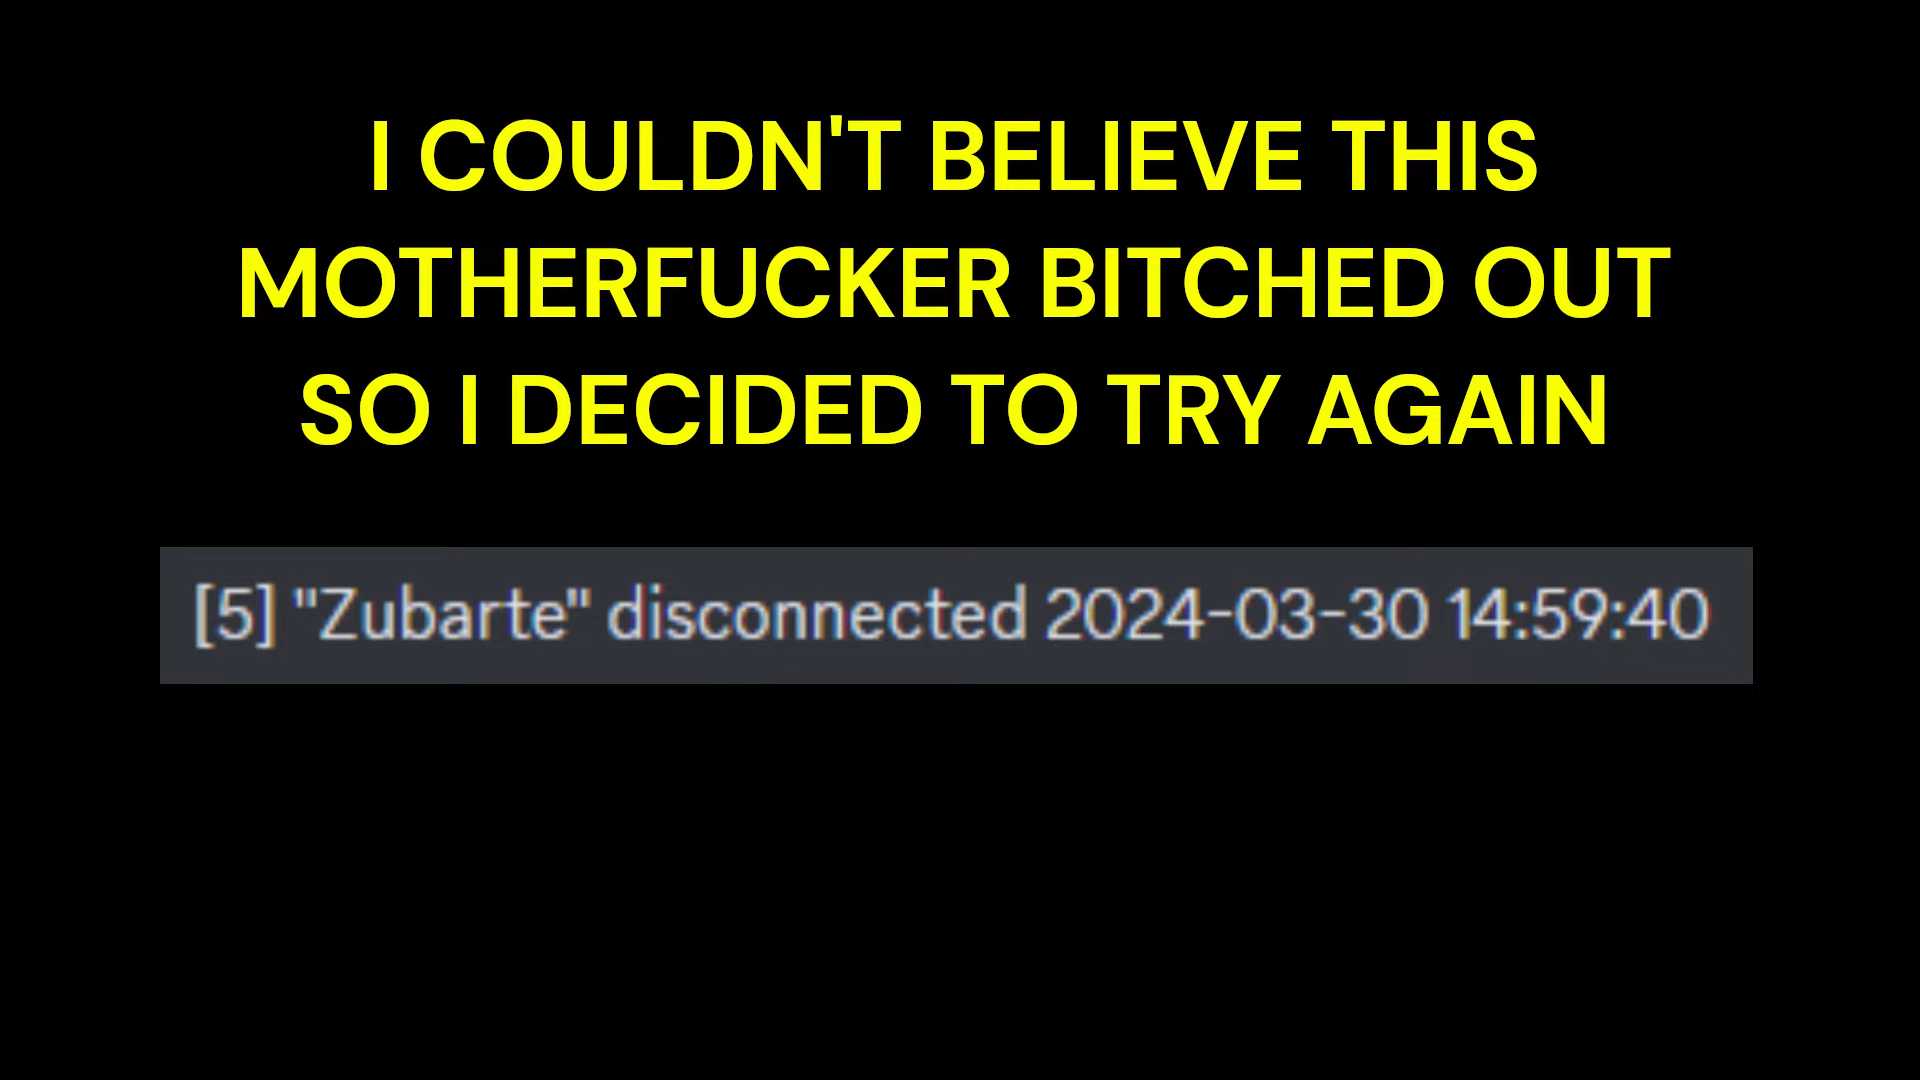 I COULDN'T BELIEVE THIS
MOTHERFUCKER BITCHED OUT
SO I DECIDED TO TRY AGAIN
[5] "Zubarte" disconnected 2024-03-30 14:59:40